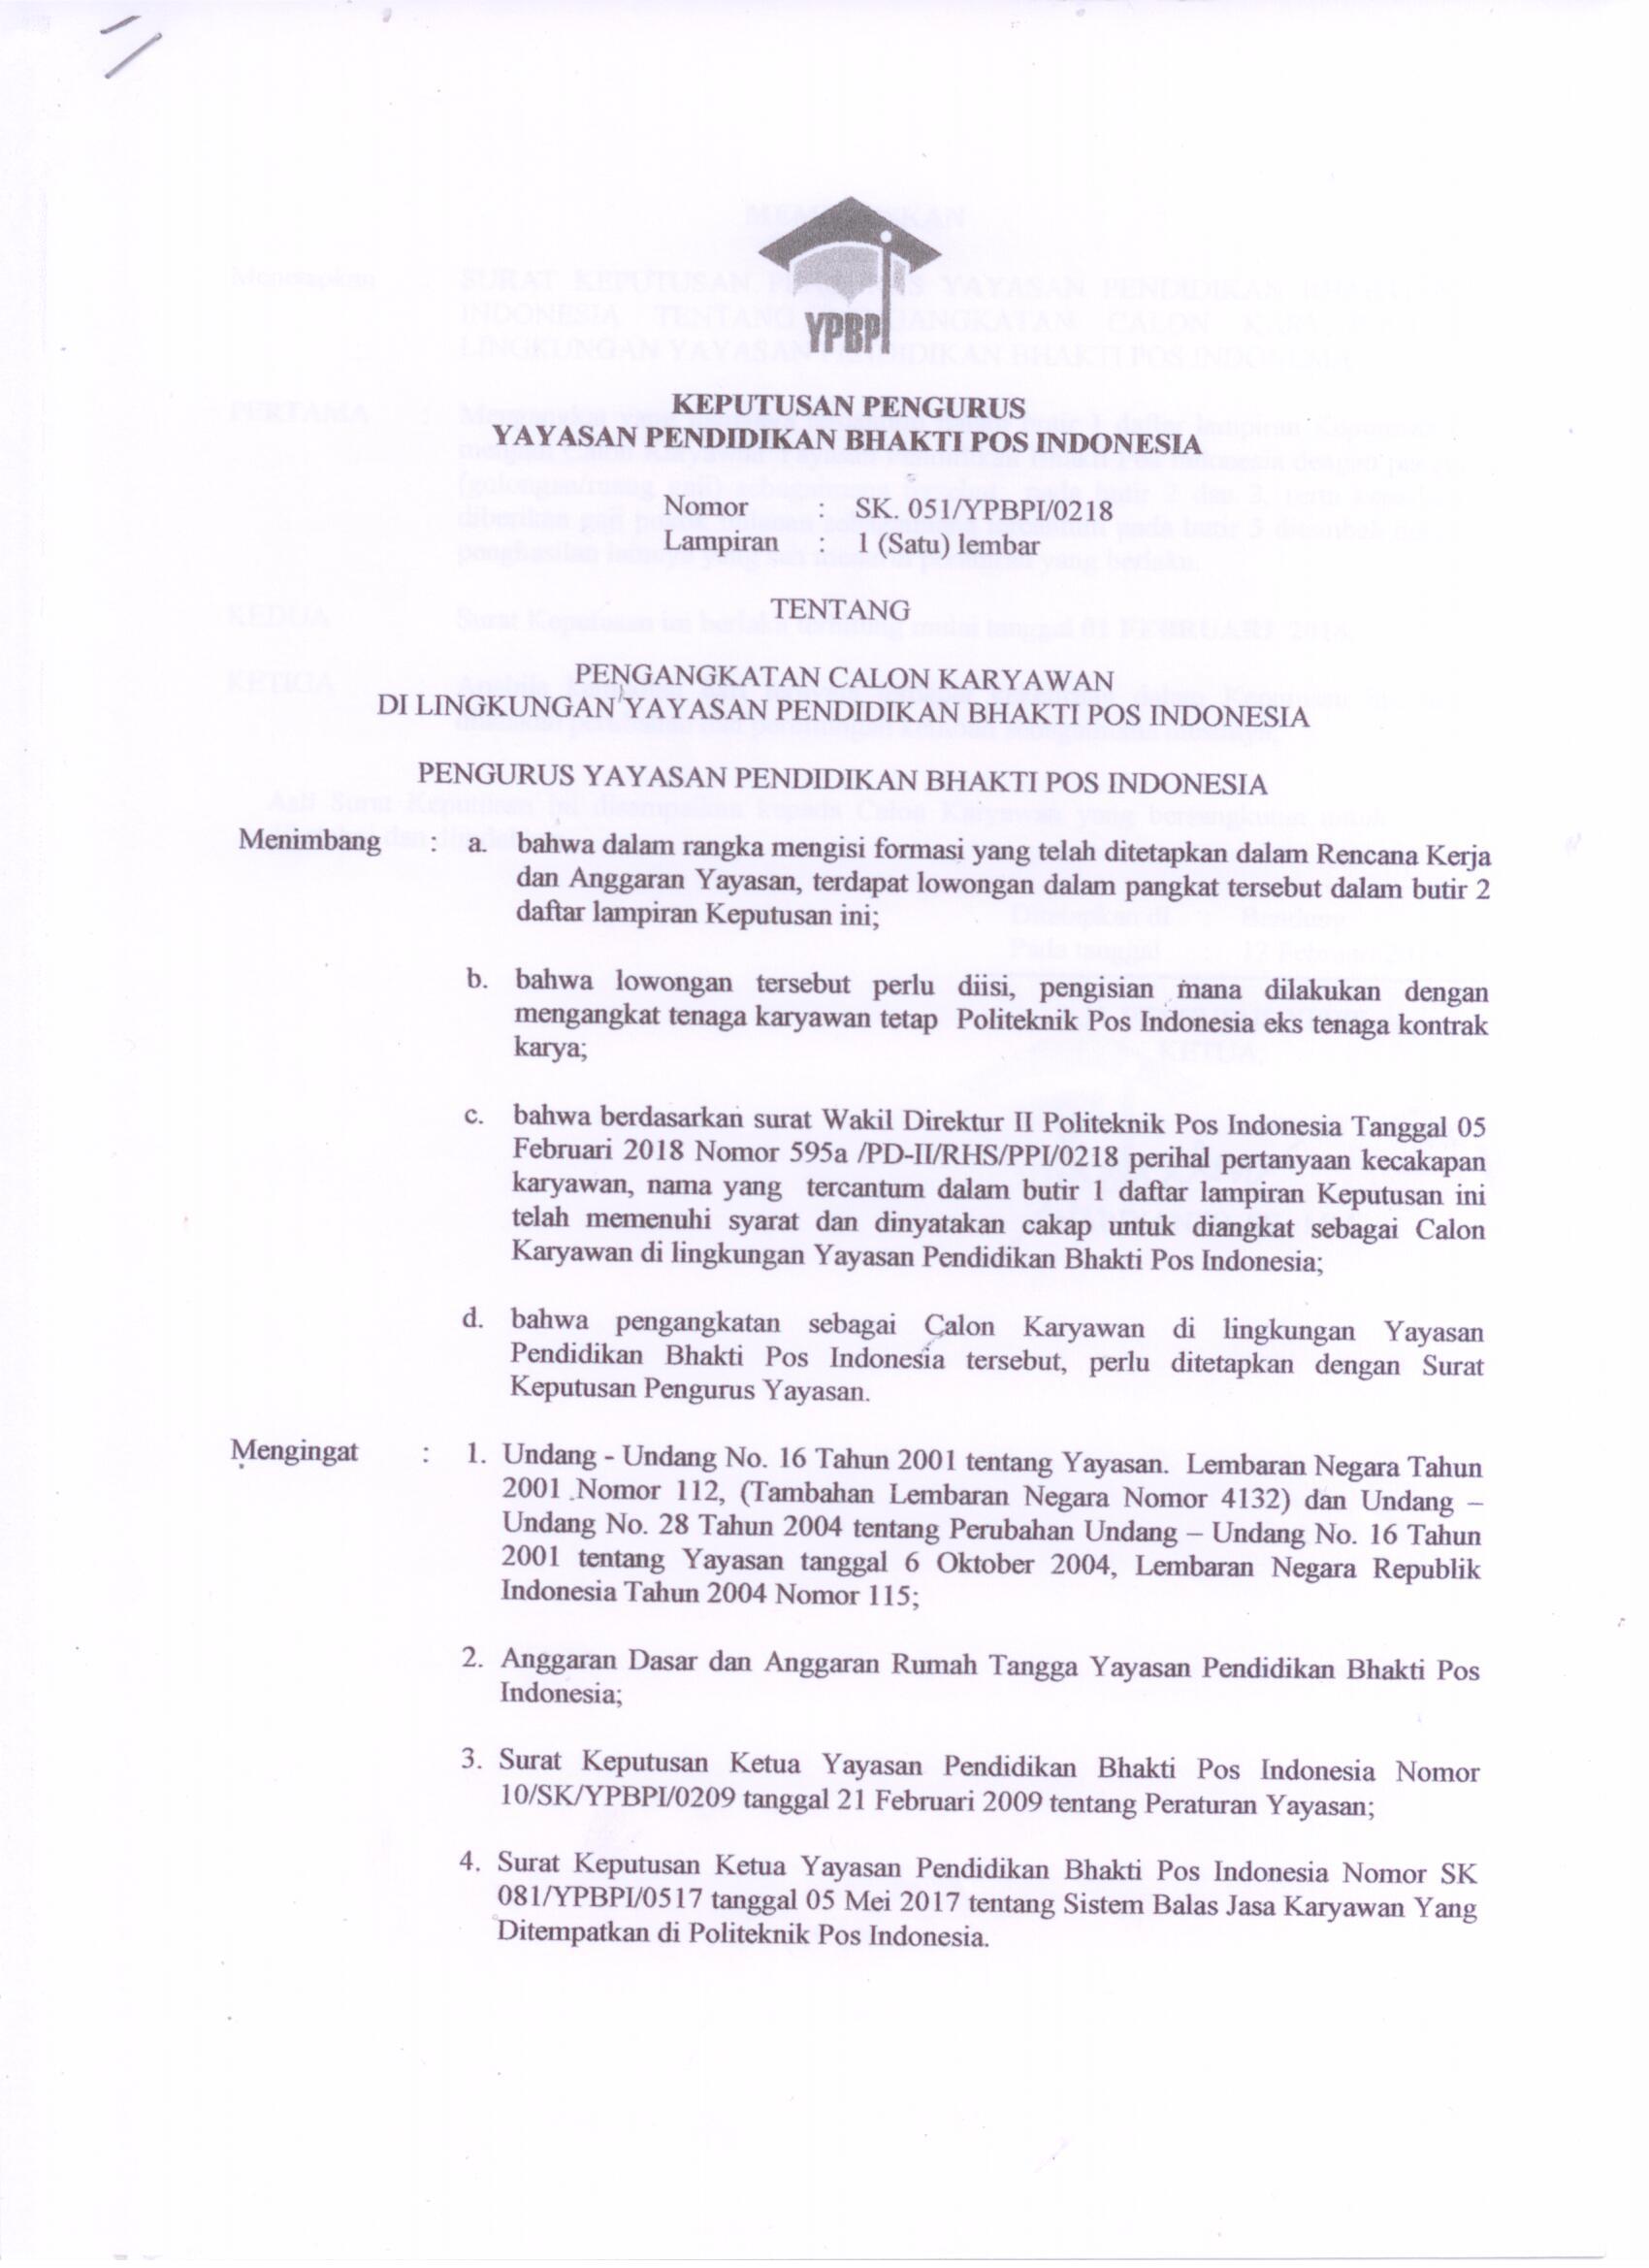 YPBPI
KEPUTUSAN PENGURUS
YAYASAN PENDIDIKAN BHAKTI POS INDONESIA
Nomor : SK. 051/YPBPI/0218
Lampiran : 1 (Satu) lembar
TENTANG
PENGANGKATAN CALON KARYAWAN
DI LINGKUNGAN YAYASAN PENDIDIKAN BHAKTI POS INDONESIA
PENGURUS YAYASAN PENDIDIKAN BHAKTI POS INDONESIA
Menimbang : a. bahwa dalam rangka mengisi formasi yang telah ditetapkan dalam Rencana Kerja
dan Anggaran Yayasan, terdapat lowongan dalam pangkat tersebut dalam butir 2
daftar lampiran Keputusan ini;
b. bahwa lowongan tersebut perlu diisi, pengisian mana dilakukan dengan
mengangkat tenaga karyawan tetap Politeknik Pos Indonesia eks tenaga kontrak
karya;
c. bahwa berdasarkan surat Wakil Direktur II Politeknik Pos Indonesia Tanggal 05
Februari 2018 Nomor 595a /PD-II/RHS/PPI/0218 perihal pertanyaan kecakapan
karyawan, nama yang tercantum dalam butir 1 daftar lampiran Keputusan ini
telah memenuhi syarat dan dinyatakan cakap untuk diangkat sebagai Calon
Karyawan di lingkungan Yayasan Pendidikan Bhakti Pos Indonesia;
d. bahwa pengangkatan sebagai Calon Karyawan di lingkungan Yayasan
Pendidikan Bhakti Pos Indonesia tersebut, perlu ditetapkan dengan Surat
Keputusan Pengurus Yayasan.
Mengingat : 1. Undang - Undang No. 16 Tahun 2001 tentang Yayasan. Lembaran Negara Tahun
2001 Nomor 112, (Tambahan Lembaran Negara Nomor 4132) dan Undang –
Undang No. 28 Tahun 2004 tentang Perubahan Undang – Undang No. 16 Tahun
2001 tentang Yayasan tanggal 6 Oktober 2004, Lembaran Negara Republik
Indonesia Tahun 2004 Nomor 115;
2. Anggaran Dasar dan Anggaran Rumah Tangga Yayasan Pendidikan Bhakti Pos
Indonesia;
3. Surat Keputusan Ketua Yayasan Pendidikan Bhakti Pos Indonesia Nomor
10/SK/YPBPI/0209 tanggal 21 Februari 2009 tentang Peraturan Yayasan;
4. Surat Keputusan Ketua Yayasan Pendidikan Bhakti Pos Indonesia Nomor SK
081/YPBPI/0517 tanggal 05 Mei 2017 tentang Sistem Balas Jasa Karyawan Yang
Ditempatkan di Politeknik Pos Indonesia.